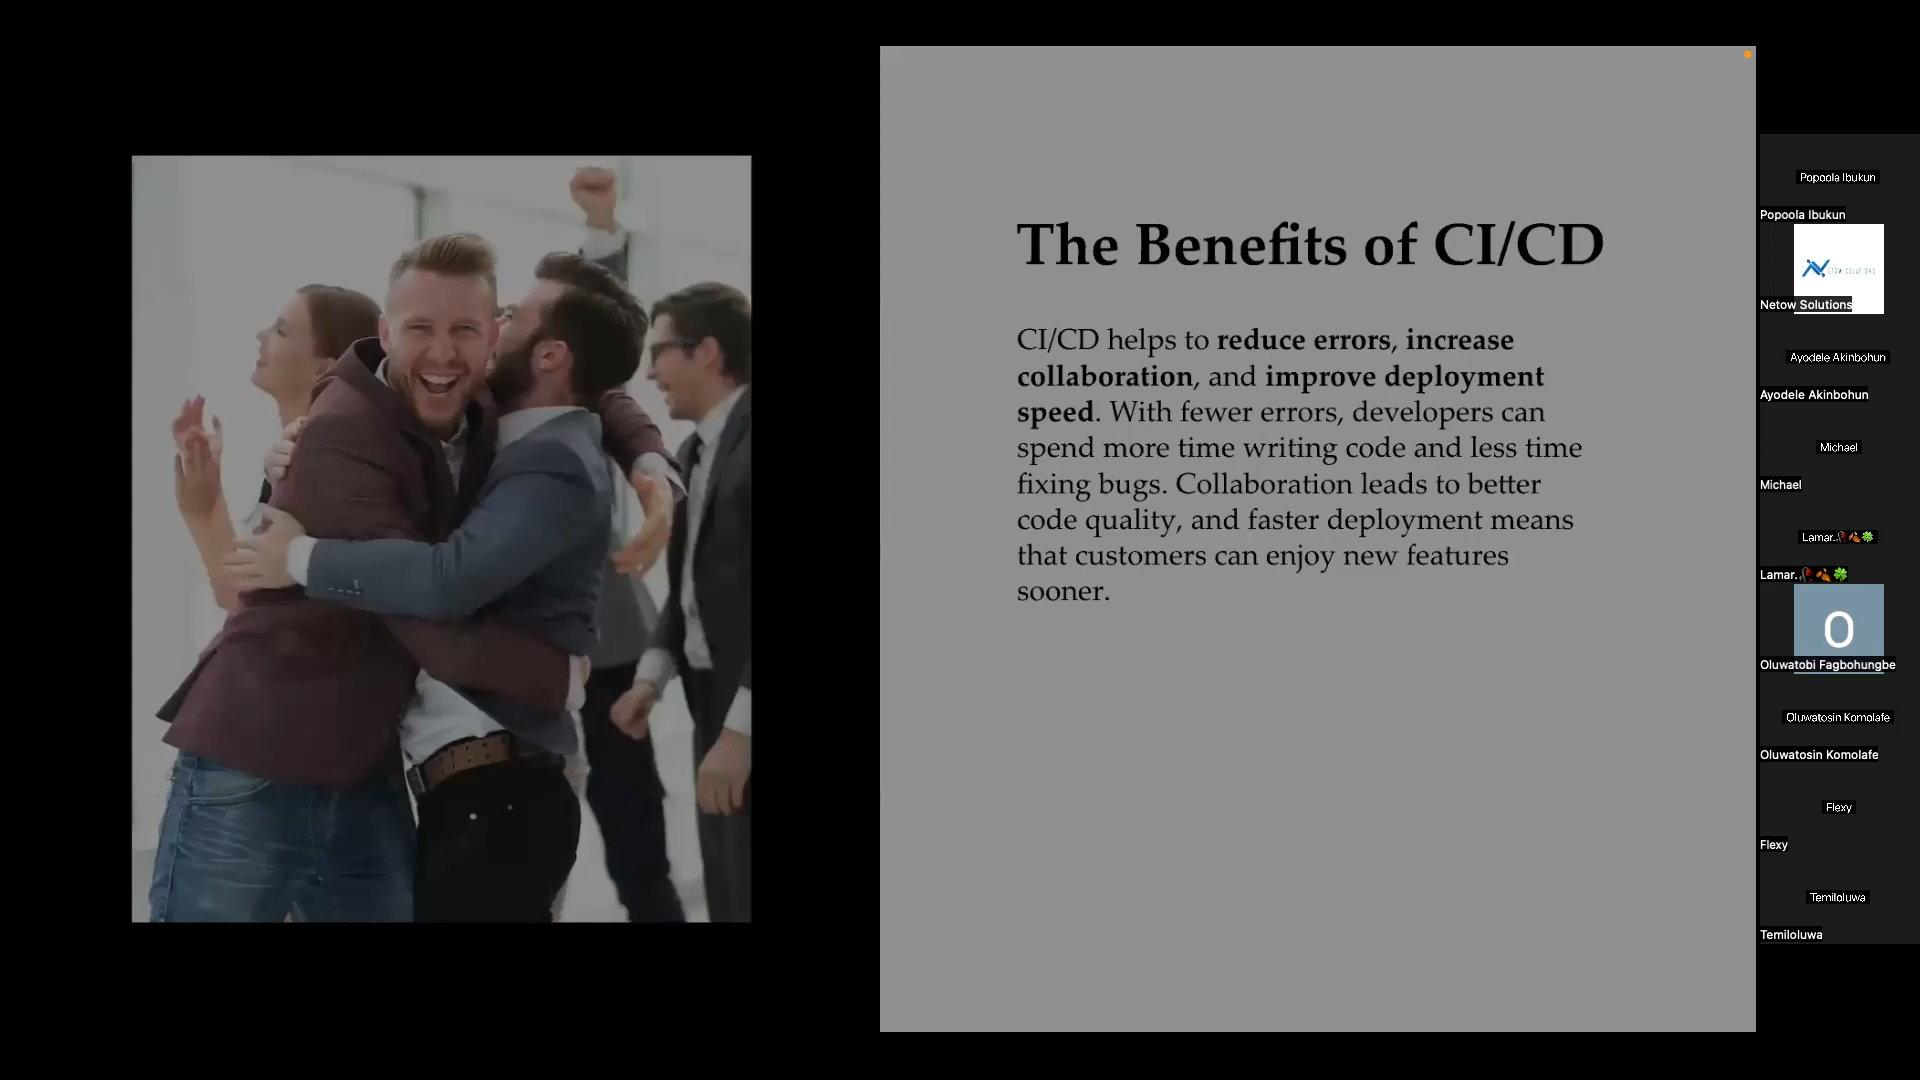 The Benefits of CI/CD
CI/CD helps to reduce errors, increase
collaboration, and improve deployment
speed. With fewer errors, developers can
spend more time writing code and less time
fixing bugs. Collaboration leads to better
code quality, and faster deployment means
that customers can enjoy new features
sooner.
Popoola Ibukun
Popoola Ibukun
Netow Solutions
Ayodele Akinbohun
Ayodele Akinbohun
Michael
Michael
Lamar..🥀🍂🍀
Lamar..🥀🍂🍀
O
Oluwatobi Fagbohungbe
Oluwatosin Komolafe
Oluwatosin Komolafe
Flexy
Flexy
Temiloluwa
Temiloluwa